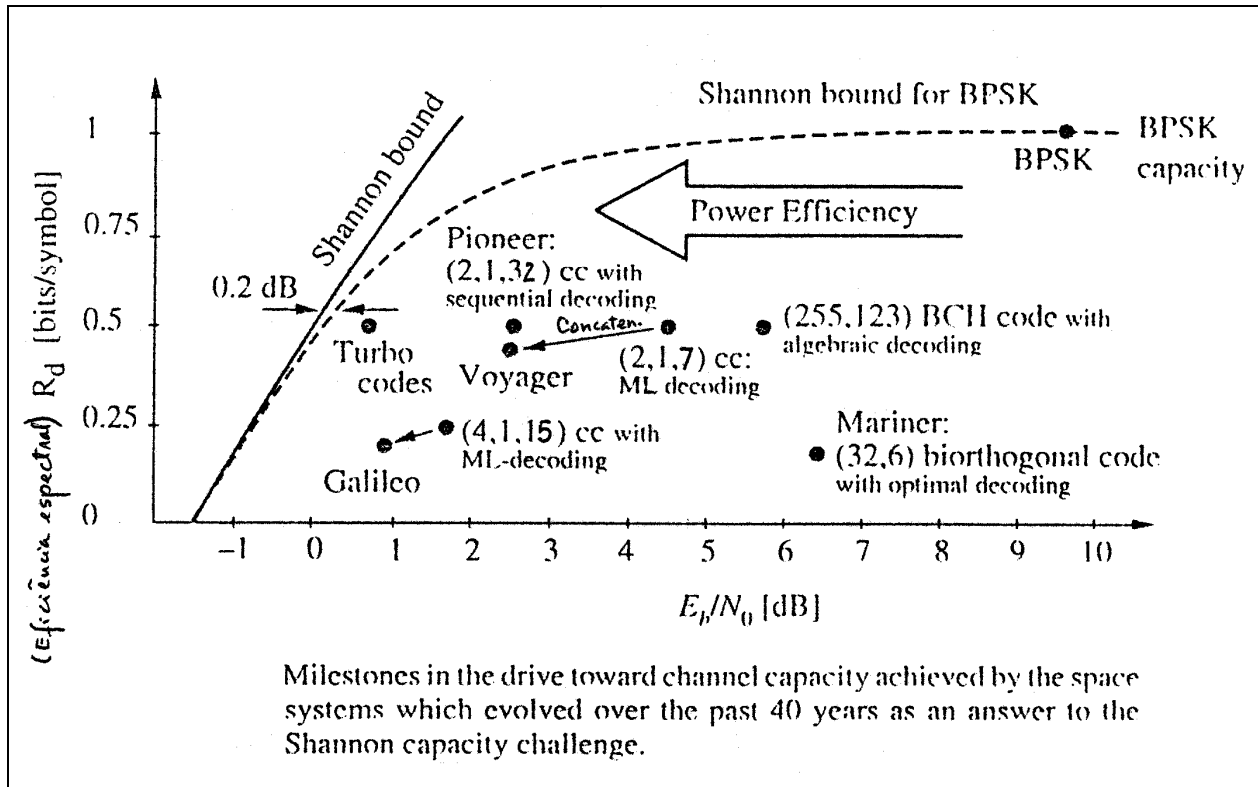 Shannon bound for BPSK
Shannon bound
1
BPSK
BPSK
capacity
(Eficiência espectral) R_d [bits/symbol]
Power Efficiency
0.75
Pioneer:
(2,1,32) cc with
sequential decoding
0.2 dB
0.5
Concaten.
(255,123) BCH code with
algebraic decoding
Turbo
codes
Voyager
(2,1,7) cc:
ML decoding
0.25
(4,1,15) cc with
ML-decoding
Galileo
Mariner:
(32,6) biorthogonal code
with optimal decoding
0
−1 0 1 2 3 4 5 6 7 8 9 10
E_b/N_0 [dB]
Milestones in the drive toward channel capacity achieved by the space
systems which evolved over the past 40 years as an answer to the
Shannon capacity challenge.